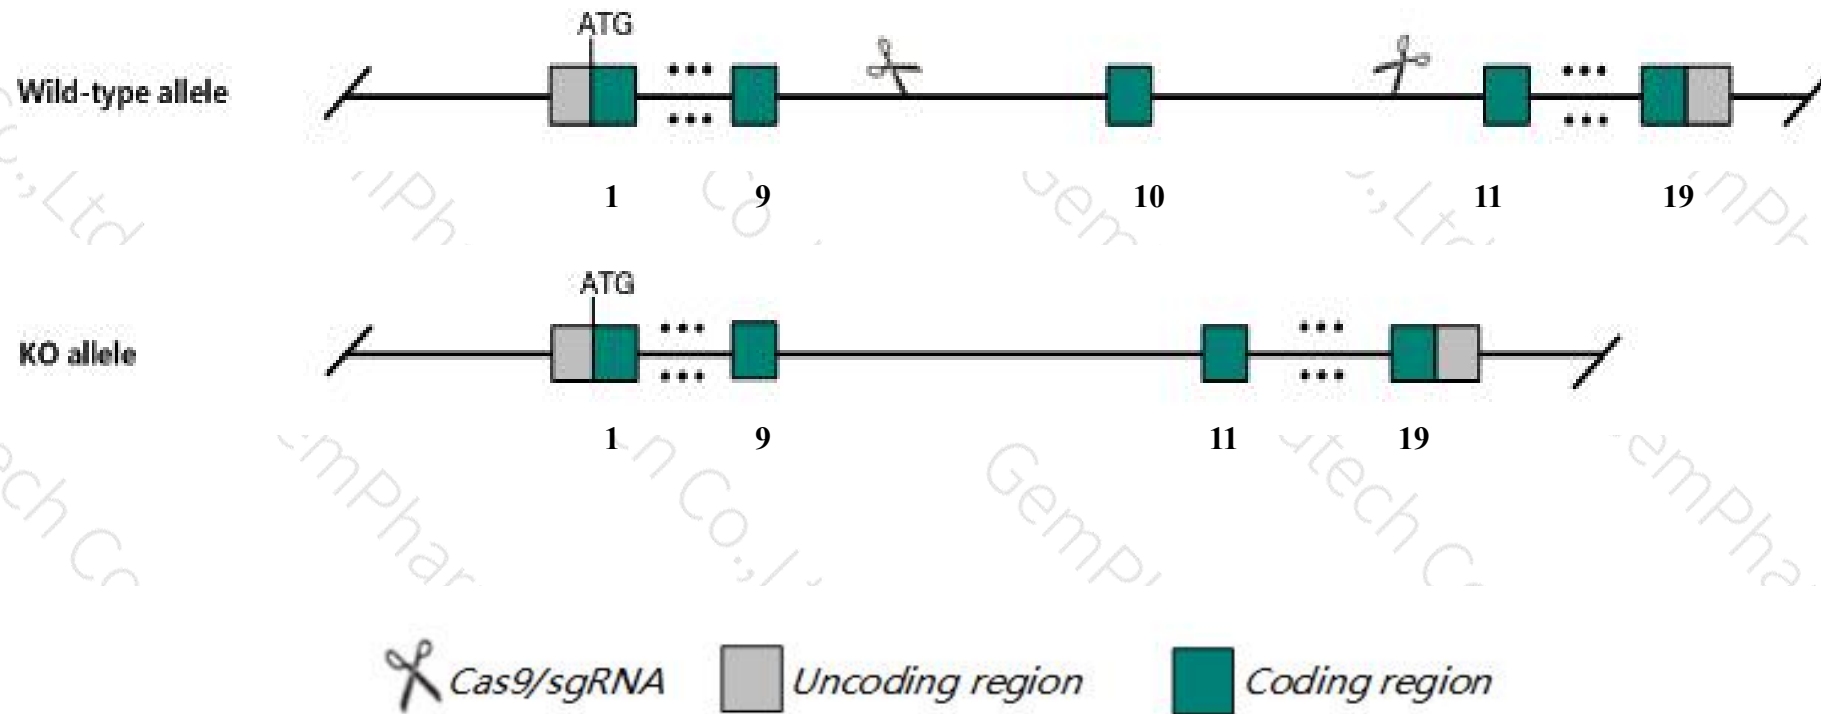 ATG
Wild-type allele
1 9 10 11 19
ATG
KO allele
1 9 11 19
Cas9/sgRNA Uncoding region Coding region